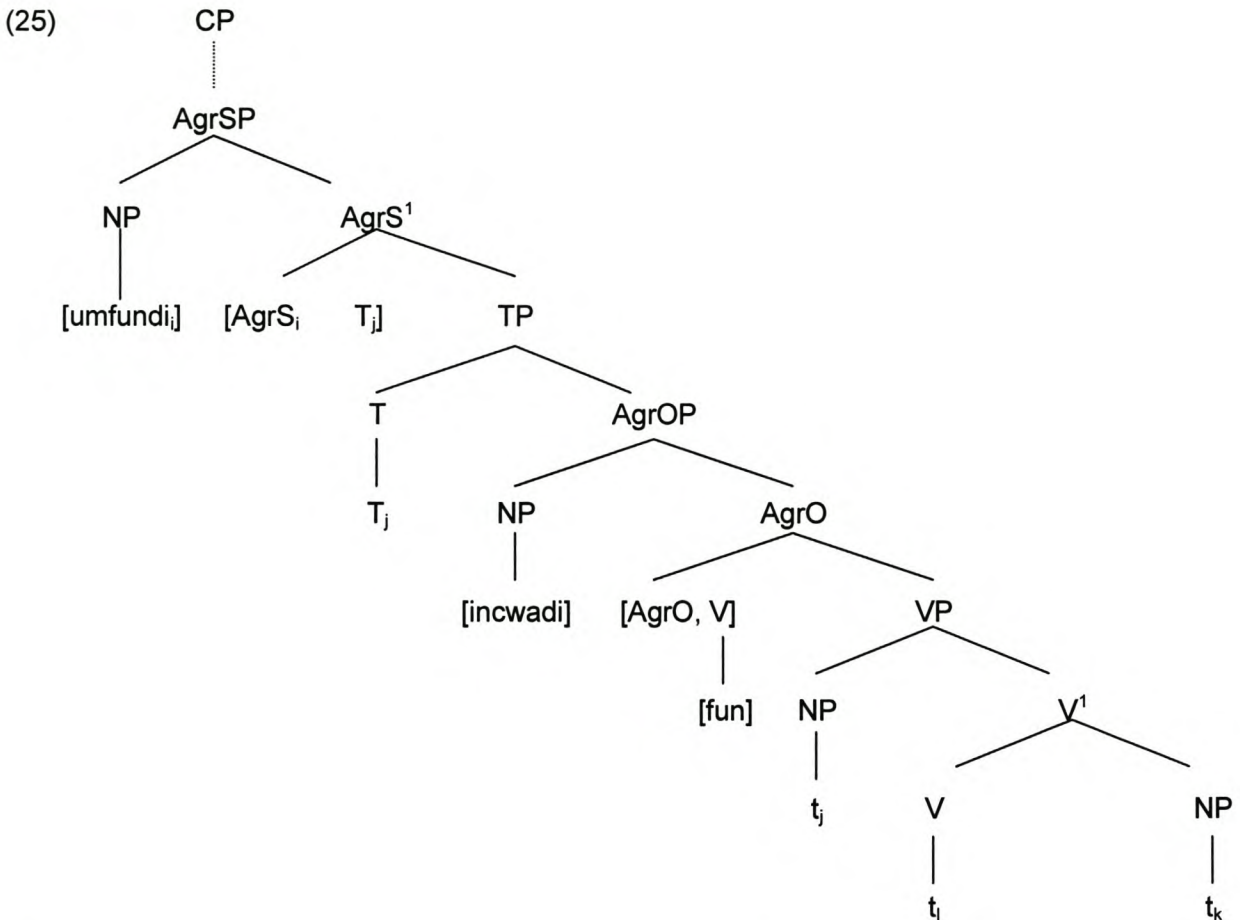 (25) CP
AgrSP
NP AgrS¹
[umfundiᵢ] [AgrSᵢ Tⱼ] TP
T AgrOP
Tⱼ NP AgrO
[incwadi] [AgrO, V] VP
[fun] NP V¹
tⱼ V NP
tₗ tₖ